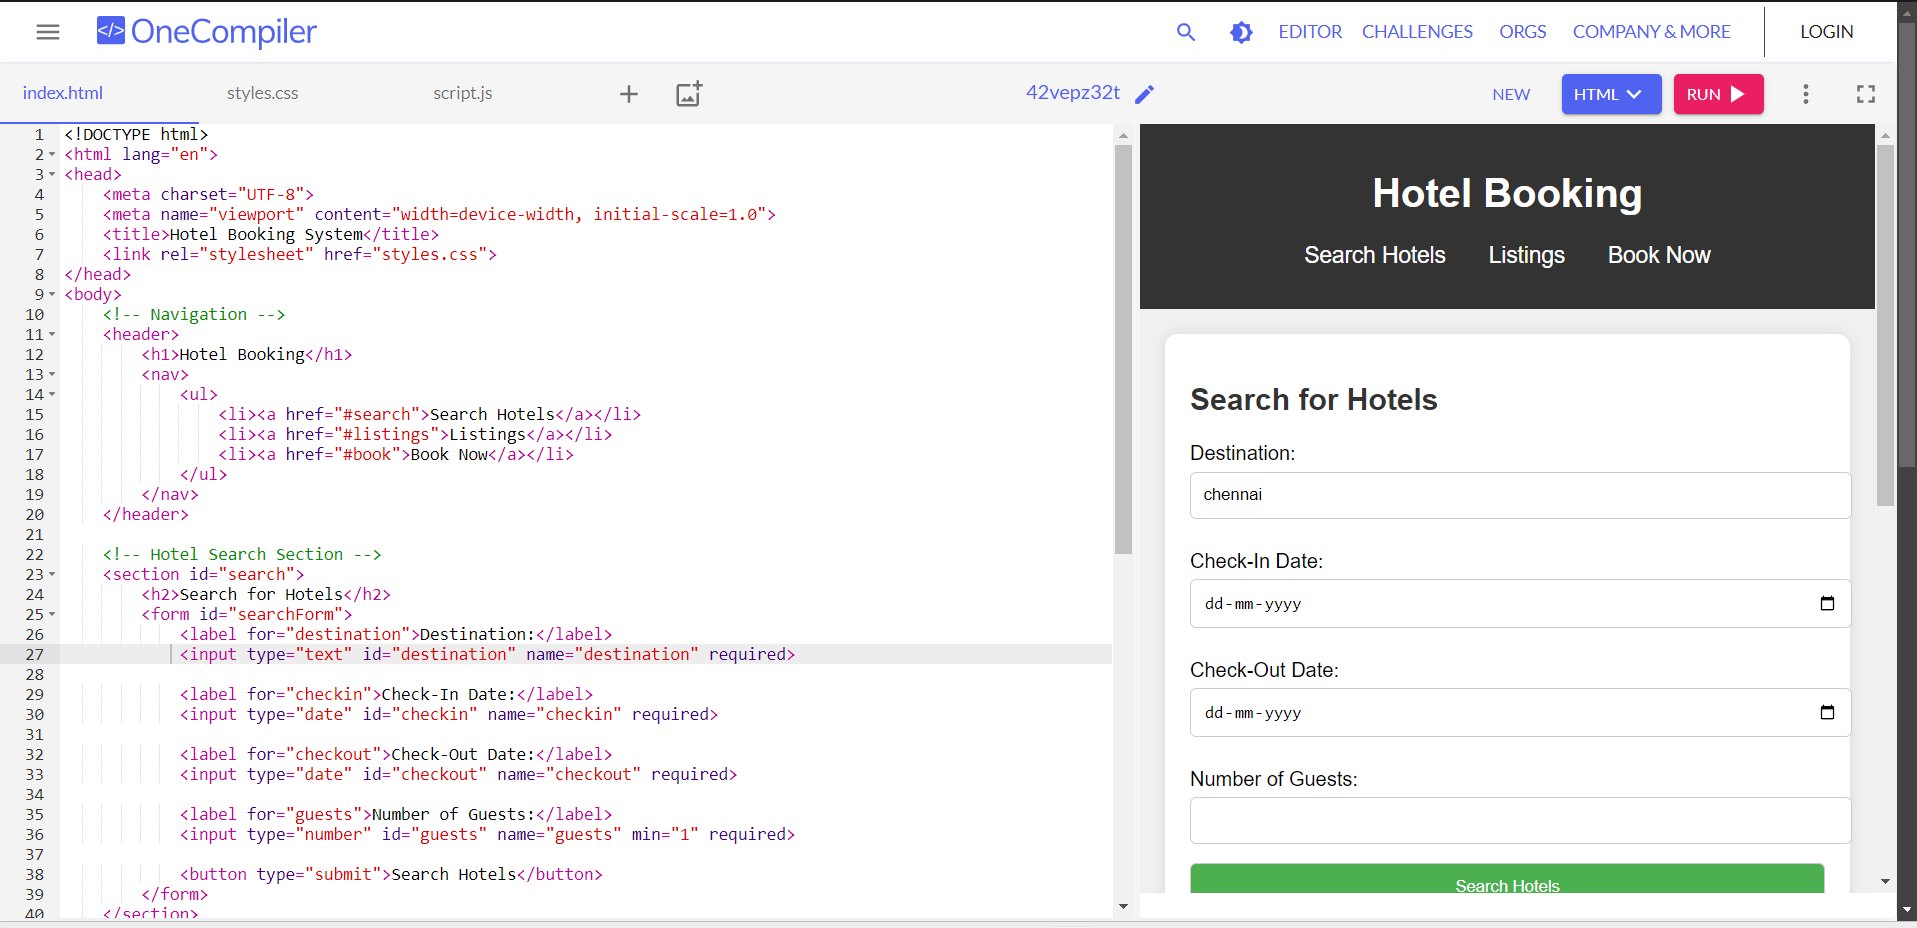 </> OneCompiler
EDITOR CHALLENGES ORGS COMPANY & MORE LOGIN
index.html styles.css script.js 42vepz32t NEW HTML RUN
1 <!DOCTYPE html>
2 <html lang="en">
3 <head>
4 <meta charset="UTF-8">
5 <meta name="viewport" content="width=device-width, initial-scale=1.0">
6 <title>Hotel Booking System</title>
7 <link rel="stylesheet" href="styles.css">
8 </head>
9 <body>
10 <!-- Navigation -->
11 <header>
12 <h1>Hotel Booking</h1>
13 <nav>
14 <ul>
15 <li><a href="#search">Search Hotels</a></li>
16 <li><a href="#listings">Listings</a></li>
17 <li><a href="#book">Book Now</a></li>
18 </ul>
19 </nav>
20 </header>
21
22 <!-- Hotel Search Section -->
23 <section id="search">
24 <h2>Search for Hotels</h2>
25 <form id="searchForm">
26 <label for="destination">Destination:</label>
27 <input type="text" id="destination" name="destination" required>
28
29 <label for="checkin">Check-In Date:</label>
30 <input type="date" id="checkin" name="checkin" required>
31
32 <label for="checkout">Check-Out Date:</label>
33 <input type="date" id="checkout" name="checkout" required>
34
35 <label for="guests">Number of Guests:</label>
36 <input type="number" id="guests" name="guests" min="1" required>
37
38 <button type="submit">Search Hotels</button>
39 </form>
40 </section>
Hotel Booking
Search Hotels Listings Book Now
Search for Hotels
Destination:
chennai
Check-In Date:
dd-mm-yyyy
Check-Out Date:
dd-mm-yyyy
Number of Guests:
Search Hotels